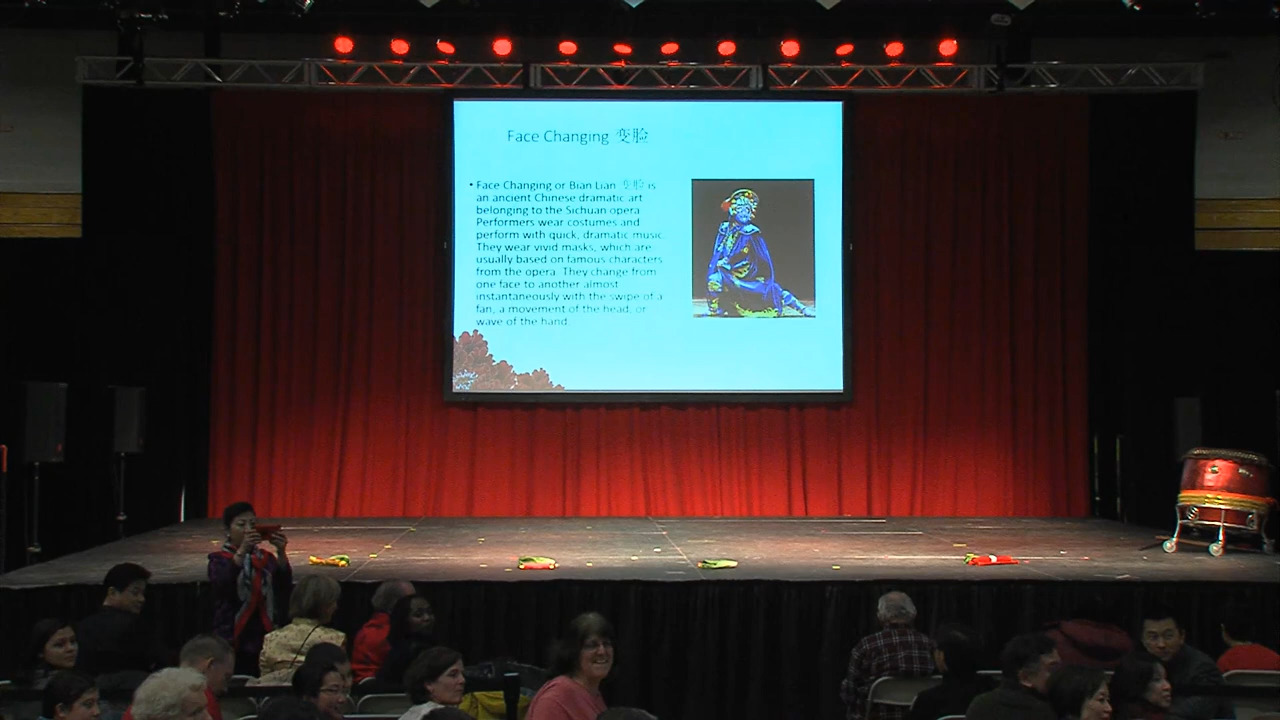 Face Changing 变脸
• Face Changing or Bian Lian 变脸 is
an ancient Chinese dramatic art
belonging to the Sichuan opera
Performers wear costumes and
perform with quick, dramatic music
They wear vivid masks, which are
usually based on famous characters
from the opera. They change from
one face to another almost
instantaneously with the swipe of a
fan, a movement of the head, or
wave of the hand.